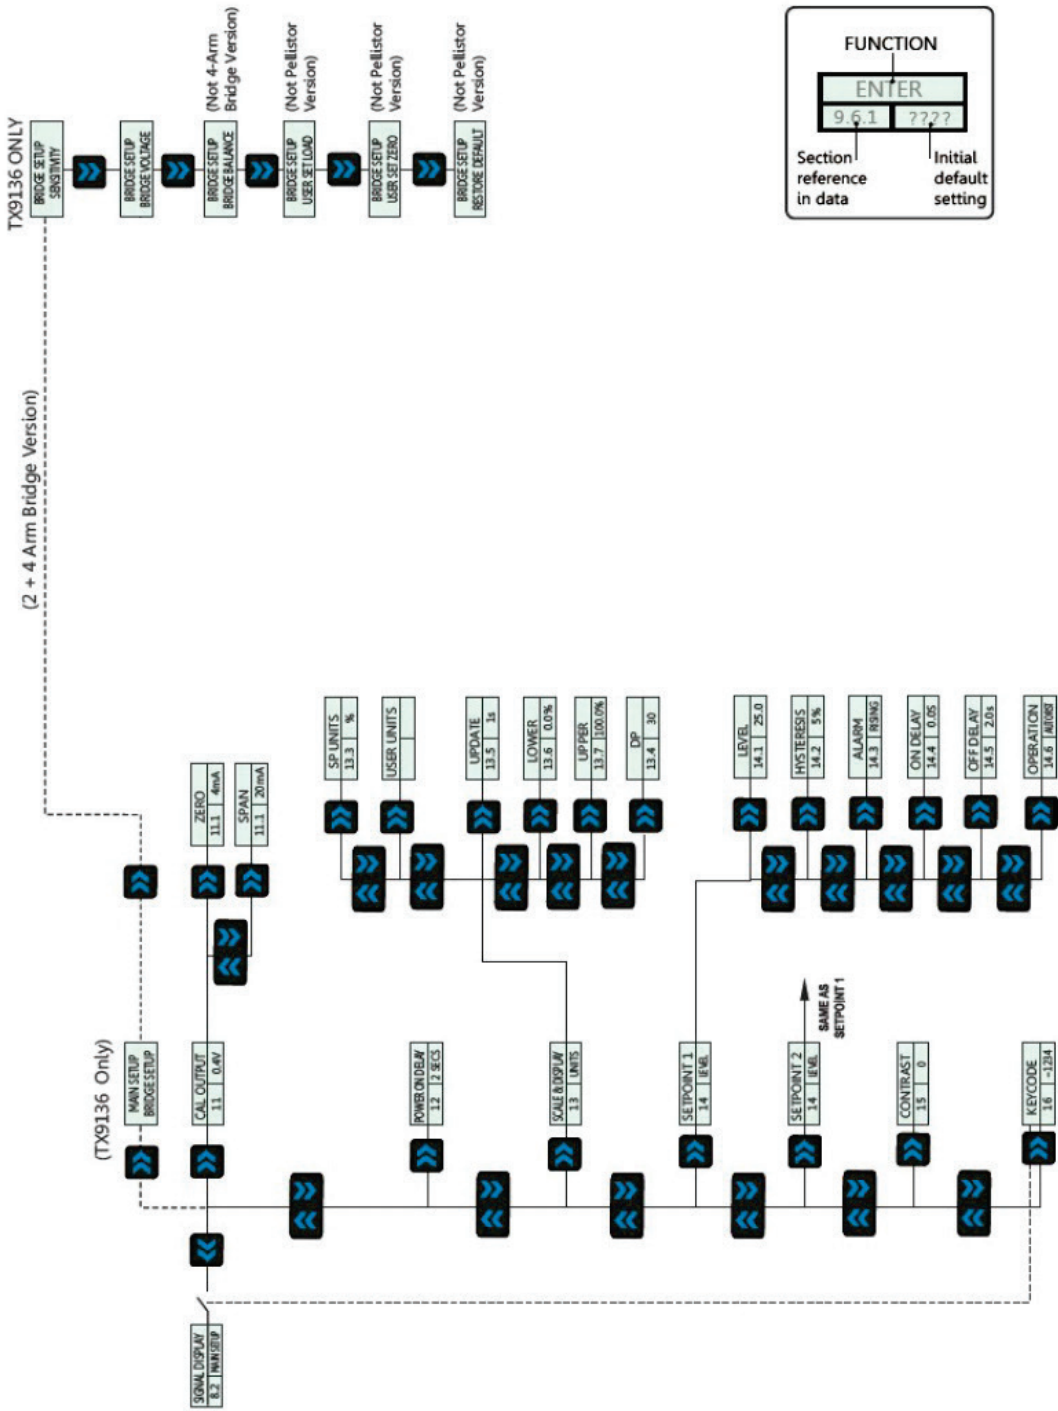 TX9136 ONLY
BRIDGE SETUP
SENSITIVITY
BRIDGE SETUP
BRIDGE VOLTAGE
(Not 4-Arm
Bridge Version)
BRIDGE SETUP
BRIDGE BALANCE
(Not Pellistor
Version)
BRIDGE SETUP
USER SET LOAD
(Not Pellistor
Version)
BRIDGE SETUP
USER SET ZERO
(Not Pellistor
Version)
BRIDGE SETUP
RESTORE DEFAULT
FUNCTION
ENTER
9.6.1 ????
Section
reference
in data
Initial
default
setting
(2 + 4 Arm Bridge Version)
ZERO
11.1 4mA
SPAN
11.1 20mA
SP UNITS
13.3 %
USER UNITS
UPDATE
13.5 1s
LOWER
13.6 0.0%
UPPER
13.7 100.0%
DP
13.4 30
LEVEL
14.1 25.0
HYSTERESIS
14.2 5%
ALARM
14.3 RISING
ON DELAY
14.4 0.0S
OFF DELAY
14.5 2.0s
OPERATION
14.6
(TX9136 Only)
MAIN SETUP
BRIDGE SETUP
CAL OUTPUT
11 0.4V
POWER ON DELAY
12 2 SECS
SCALE & DISPLAY
13 UNITS
SETPOINT 1
14 LEVEL
SETPOINT 2
14 LEVEL
SAME AS
SETPOINT 1
CONTRAST
15 0
KEYCODE
16 -1234
SIGNAL DISPLAY
8.2 MAIN SETUP